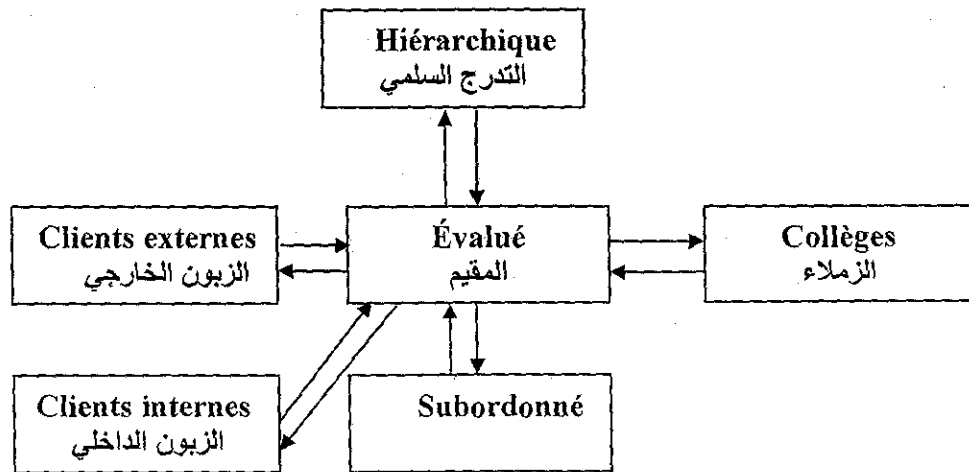 Hiérarchique
التدرج السلمي
Clients externes
الزبون الخارجي
Évalué
المقيم
Collèges
الزملاء
Clients internes
الزبون الداخلي
Subordonné